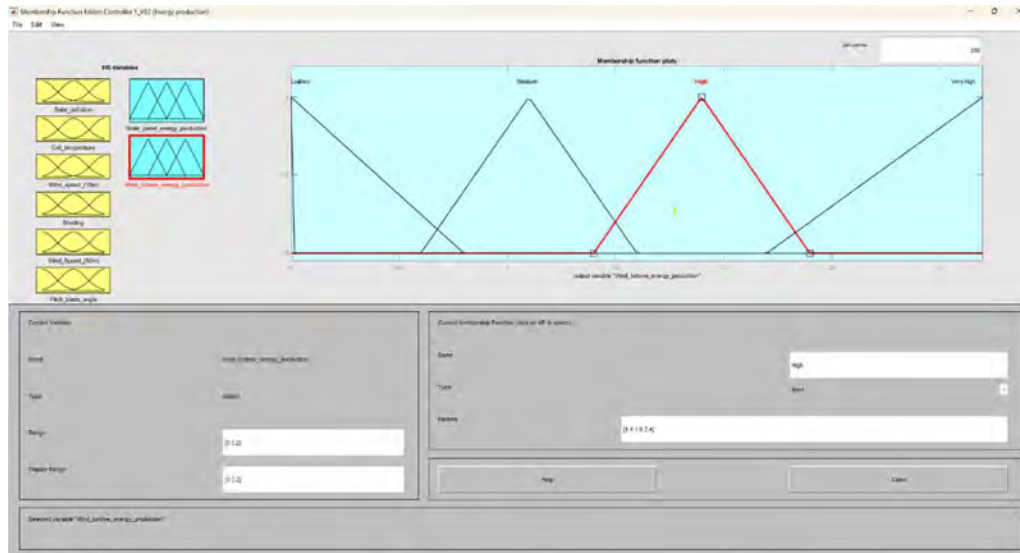 Membership Function Editor: Controller 1_V02 (Energy production)
File Edit View
FIS Variables
Membership function plots
plot points:
Solar_radiation
Solar_panel_energy_production
Cell_temperature
Wind_turbine_energy_production
Wind_speed_(10m)
Shading
Wind_Speed_(50m)
Pitch_blade_angle
Medium
High
Very high
output variable "Wind_turbine_energy_production"
Current Variable
Current Membership Function (click on MF to select)
Name
Wind_turbine_energy_production
Name
High
Type
output
Type
Params
Range
[0 3.2]
Display Range
[0 3.2]
Help
Close
Selected variable "Wind_turbine_energy_production"